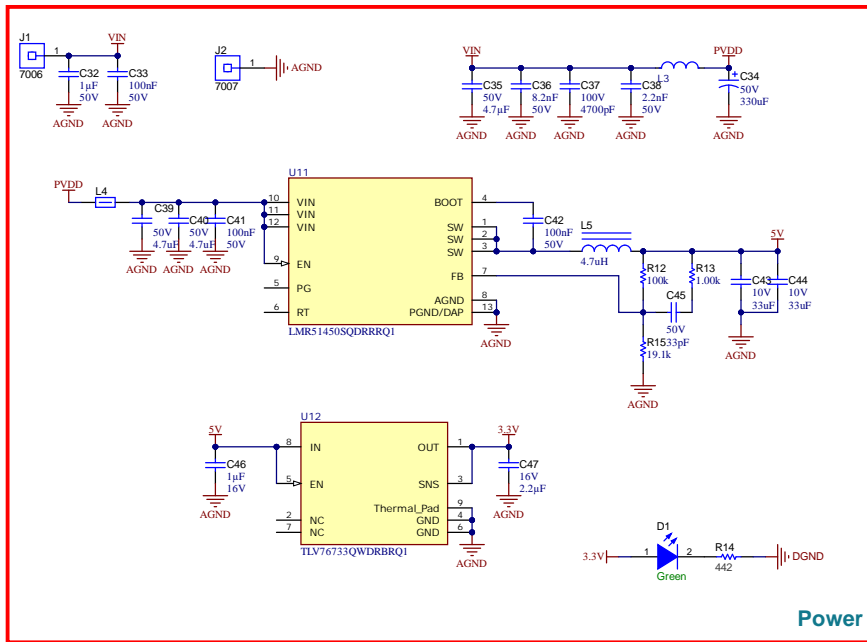 J1
1
7006
VIN
C32
1µF
50V
AGND
C33
100nF
50V
AGND
J2
1
7007
AGND
VIN
C35
50V
4.7µF
AGND
C36
8.2nF
50V
AGND
C37
100V
4700pF
AGND
C38
2.2nF
50V
AGND
L3
PVDD
C34
50V
330uF
AGND
PVDD
L4
C39
50V
4.7uF
AGND
C40
50V
4.7uF
AGND
C41
100nF
50V
AGND
U11
10 VIN
11 VIN
12 VIN
9 EN
5 PG
6 RT
BOOT 4
SW 1
SW 2
SW 3
FB 7
AGND 8
PGND/DAP 13
LMR51450SQDRRRQ1
AGND
C42
100nF
50V
L5
4.7uH
R12
100k
R13
1.00k
C45
50V
33pF
R15
19.1k
AGND
5V
C43
10V
33uF
C44
10V
33uF
AGND
5V
C46
1µF
16V
AGND
U12
8 IN
5 EN
2 NC
7 NC
OUT 1
SNS 3
Thermal_Pad 9
GND 4
GND 6
TLV76733QWDRBRQ1
AGND
3.3V
C47
16V
2.2µF
AGND
3.3V
1
D1
2
Green
R14
442
DGND
Power